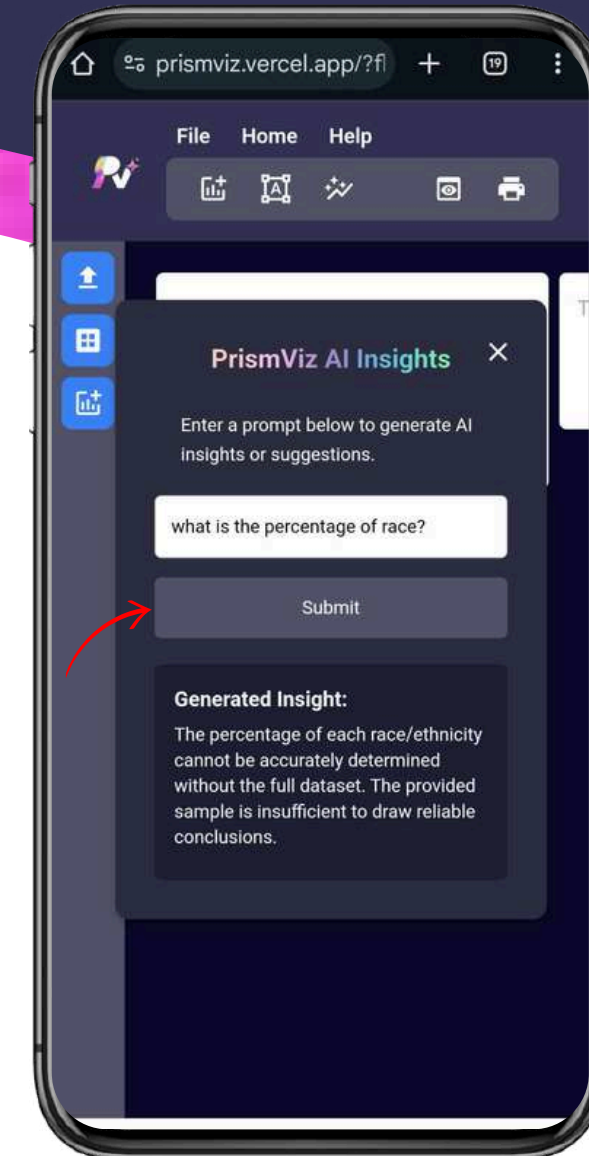 prismviz.vercel.app/?fl
19
File Home Help
A
PrismViz AI Insights
Enter a prompt below to generate AI
insights or suggestions.
what is the percentage of race?
Submit
Generated Insight:
The percentage of each race/ethnicity
cannot be accurately determined
without the full dataset. The provided
sample is insufficient to draw reliable
conclusions.